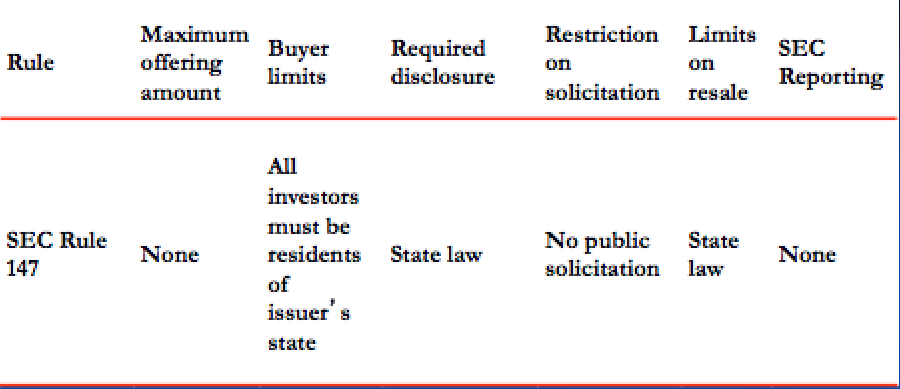 Rule
Maximum
offering
amount
Buyer
limits
Required
disclosure
Restriction
on
solicitation
Limits
on
resale
SEC
Reporting
SEC Rule
147
None
All
investors
must be
residents
of
issuer’s
state
State law
No public
solicitation
State
law
None